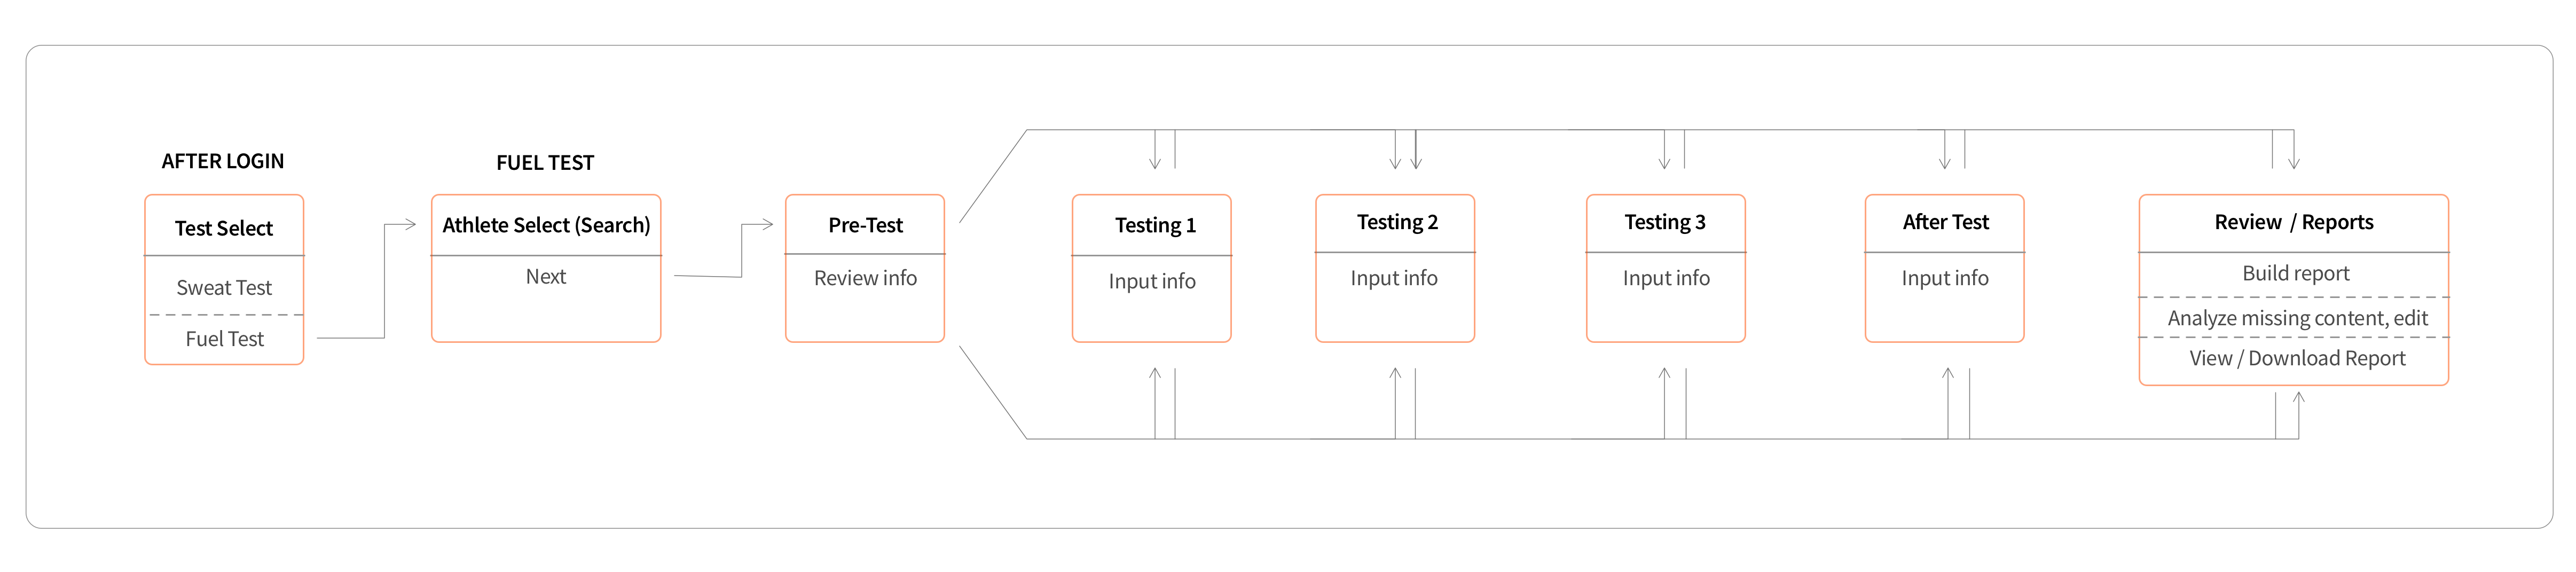 AFTER LOGIN
Test Select
Sweat Test
Fuel Test
FUEL TEST
Athlete Select (Search)
Next
Pre-Test
Review info
Testing 1
Input info
Testing 2
Input info
Testing 3
Input info
After Test
Input info
Review / Reports
Build report
Analyze missing content, edit
View / Download Report